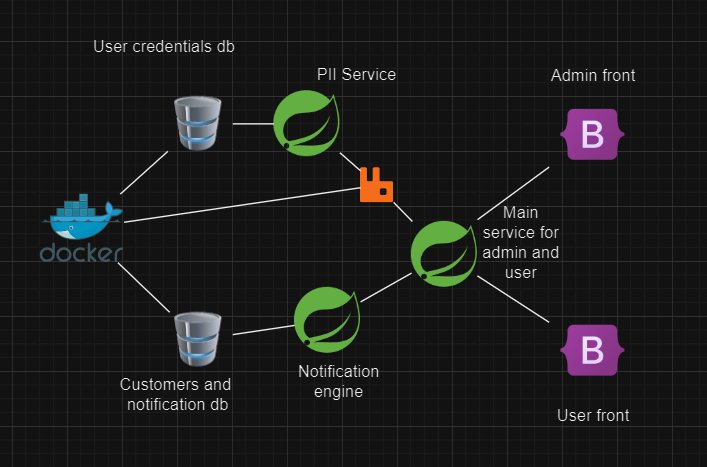 User credentials db
PII Service
Admin front
B
Main
service for
admin and
user
docker
Customers and
notification db
Notification
engine
B
User front